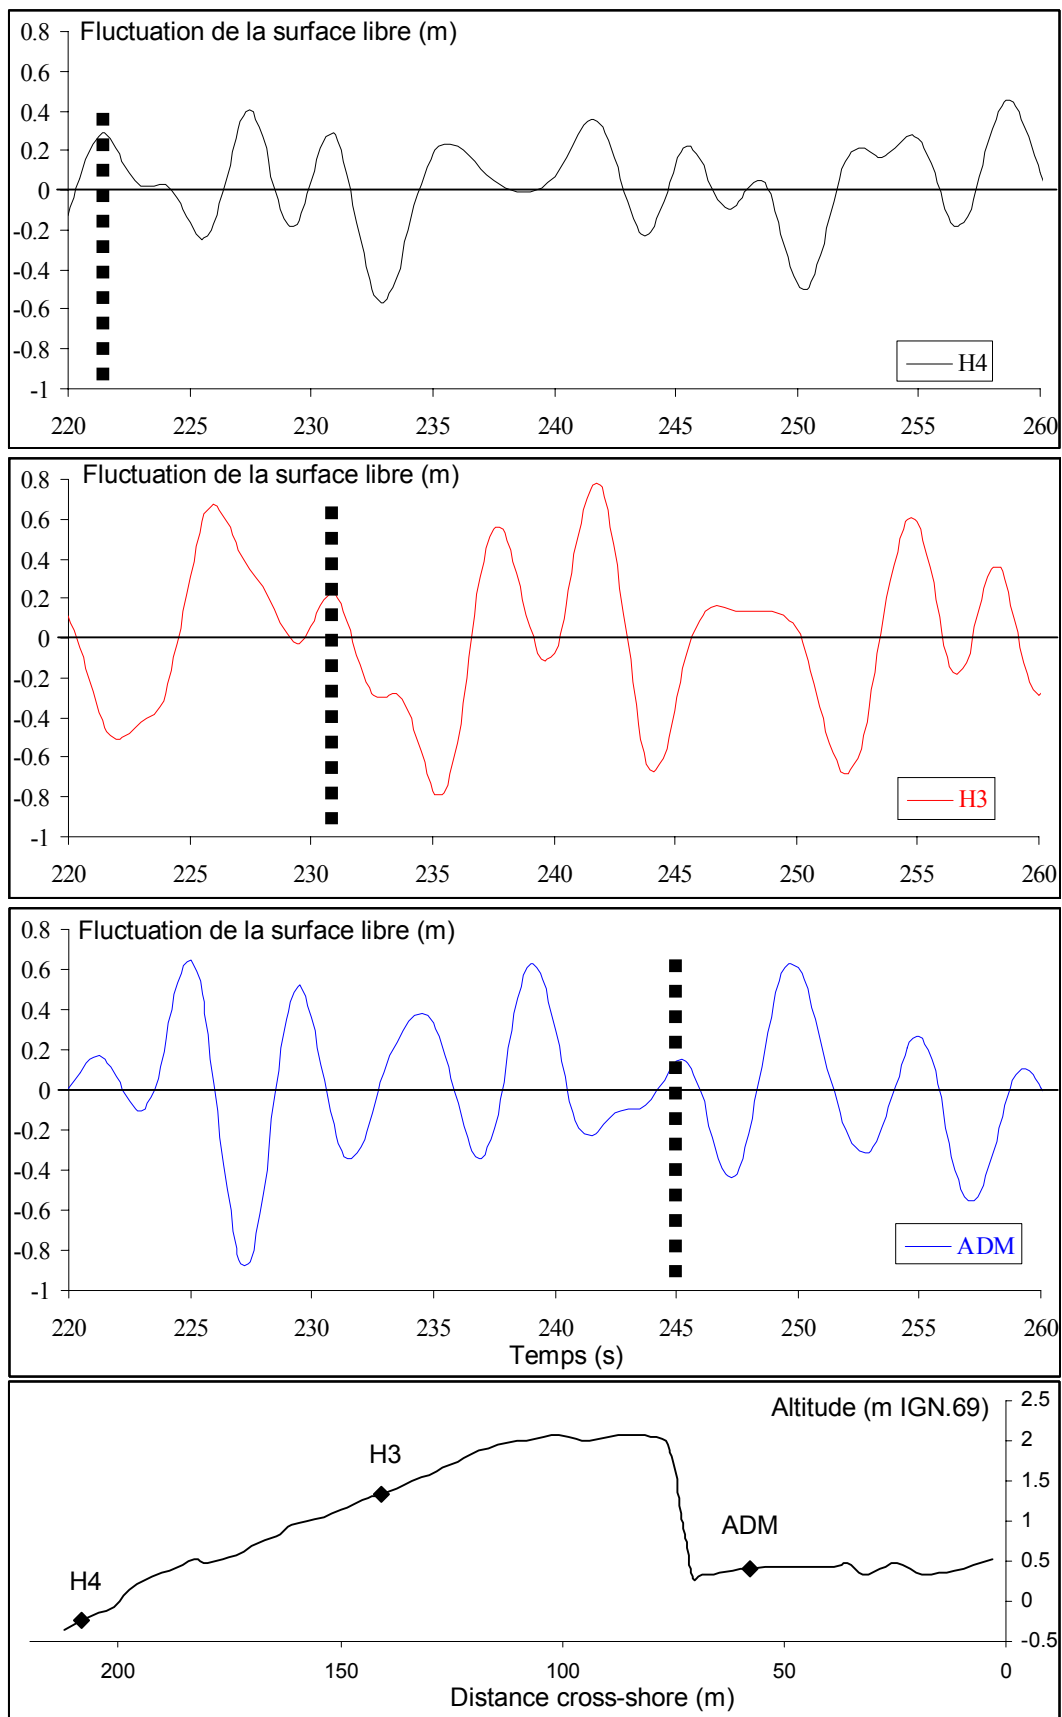 Fluctuation de la surface libre (m)
0.8
0.6
0.4
0.2
0
-0.2
-0.4
-0.6
-0.8
-1
H4
220 225 230 235 240 245 250 255 260
Fluctuation de la surface libre (m)
0.8
0.6
0.4
0.2
0
-0.2
-0.4
-0.6
-0.8
-1
H3
220 225 230 235 240 245 250 255 260
Fluctuation de la surface libre (m)
0.8
0.6
0.4
0.2
0
-0.2
-0.4
-0.6
-0.8
-1
ADM
220 225 230 235 240 245 250 255 260
Temps (s)
Altitude (m IGN.69)
2.5
2
1.5
1
0.5
0
-0.5
H3
ADM
H4
200 150 100 50 0
Distance cross-shore (m)